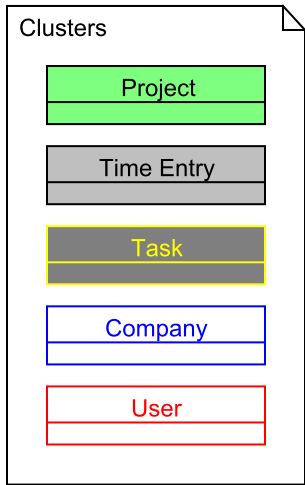 Clusters
Project
Time Entry
Task
Company
User